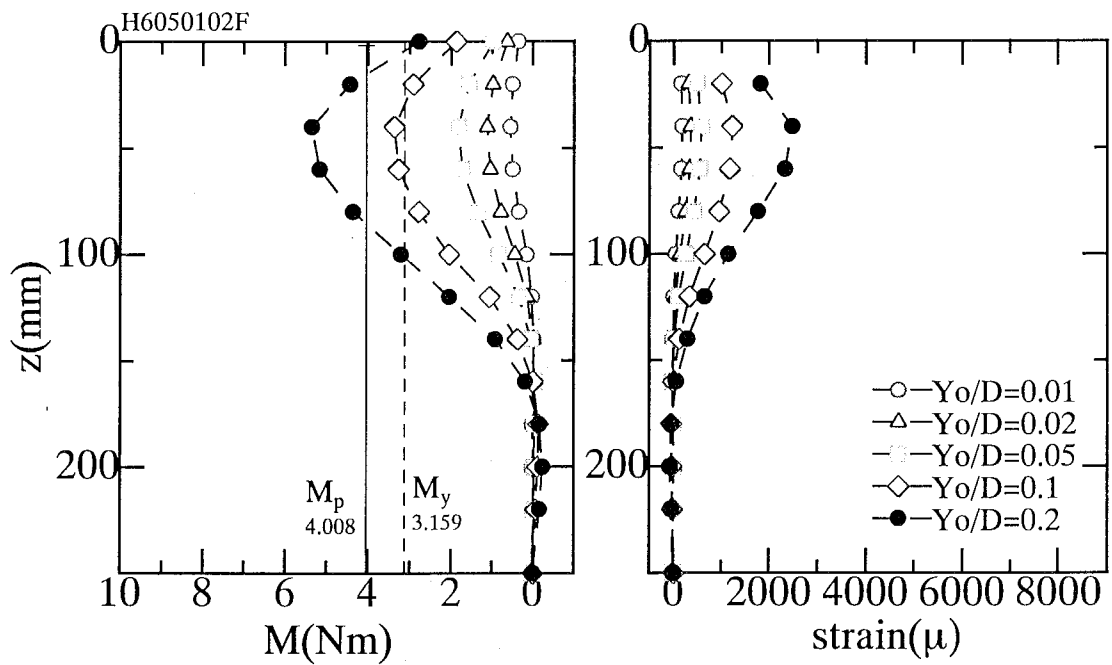 H6050102F
0
100
200
z(mm)
10 8 6 4 2 0
M(Nm)
Mp
4.008
My
3.159
0
100
200
0 2000 4000 6000 8000
strain(μ)
Yo/D=0.01
Yo/D=0.02
Yo/D=0.05
Yo/D=0.1
Yo/D=0.2